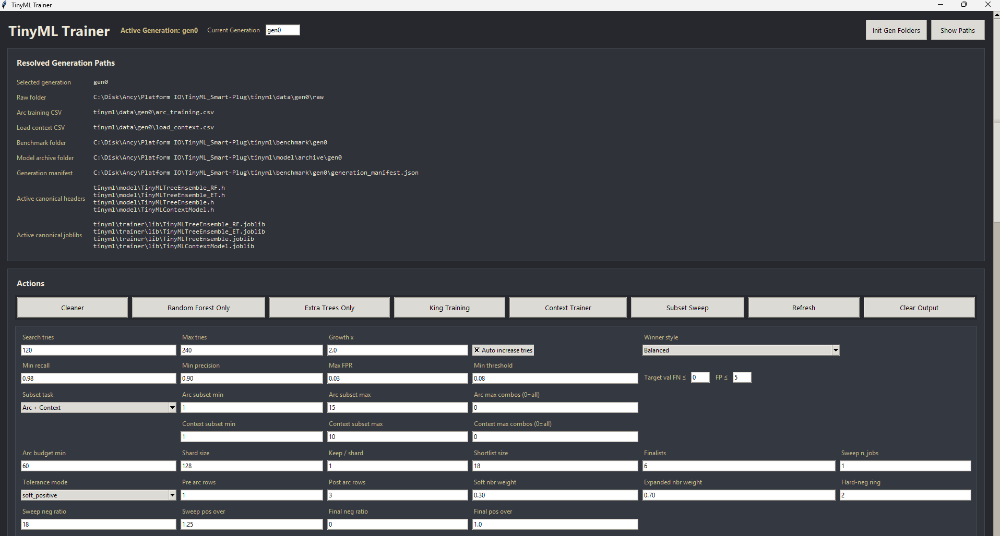 TinyML Trainer
TinyML Trainer
Active Generation: gen0
Current Generation
gen0
Init Gen Folders
Show Paths
Resolved Generation Paths
Selected generation
gen0
Raw folder
C:\Disk\Ancy\Platform IO\TinyML_Smart-Plug\tinyml\data\gen0\raw
Arc training CSV
tinyml\data\gen0\arc_training.csv
Load context CSV
tinyml\data\gen0\load_context.csv
Benchmark folder
C:\Disk\Ancy\Platform IO\TinyML_Smart-Plug\tinyml\benchmark\gen0
Model archive folder
C:\Disk\Ancy\Platform IO\TinyML_Smart-Plug\tinyml\model\archive\gen0
Generation manifest
C:\Disk\Ancy\Platform IO\TinyML_Smart-Plug\tinyml\benchmark\gen0\generation_manifest.json
Active canonical headers
tinyml\model\TinyMLTreeEnsemble_RF.h
tinyml\model\TinyMLTreeEnsemble_ET.h
tinyml\model\TinyMLTreeEnsemble.h
tinyml\model\TinyMLContextModel.h
Active canonical joblibs
tinyml\trainer\lib\TinyMLTreeEnsemble_RF.joblib
tinyml\trainer\lib\TinyMLTreeEnsemble_ET.joblib
tinyml\trainer\lib\TinyMLTreeEnsemble.joblib
tinyml\trainer\lib\TinyMLContextModel.joblib
Actions
Cleaner
Random Forest Only
Extra Trees Only
King Training
Context Trainer
Subset Sweep
Refresh
Clear Output
Search tries
Max tries
Growth x
Winner style
120
240
2.0
Auto increase tries
Balanced
Min recall
Min precision
Max FPR
Min threshold
0.98
0.90
0.03
0.08
Target val FN ≤
0
FP ≤
5
Subset task
Arc subset min
Arc subset max
Arc max combos (0=all)
Arc + Context
1
15
0
Context subset min
Context subset max
Context max combos (0=all)
1
10
0
Arc budget min
Shard size
Keep / shard
Shortlist size
Finalists
Sweep n_jobs
60
128
1
18
6
1
Tolerance mode
Pre arc rows
Post arc rows
Soft nbr weight
Expanded nbr weight
Hard-neg ring
soft_positive
1
3
0.30
0.70
2
Sweep neg ratio
Sweep pos over
Final neg ratio
Final pos over
18
1.25
0
1.0